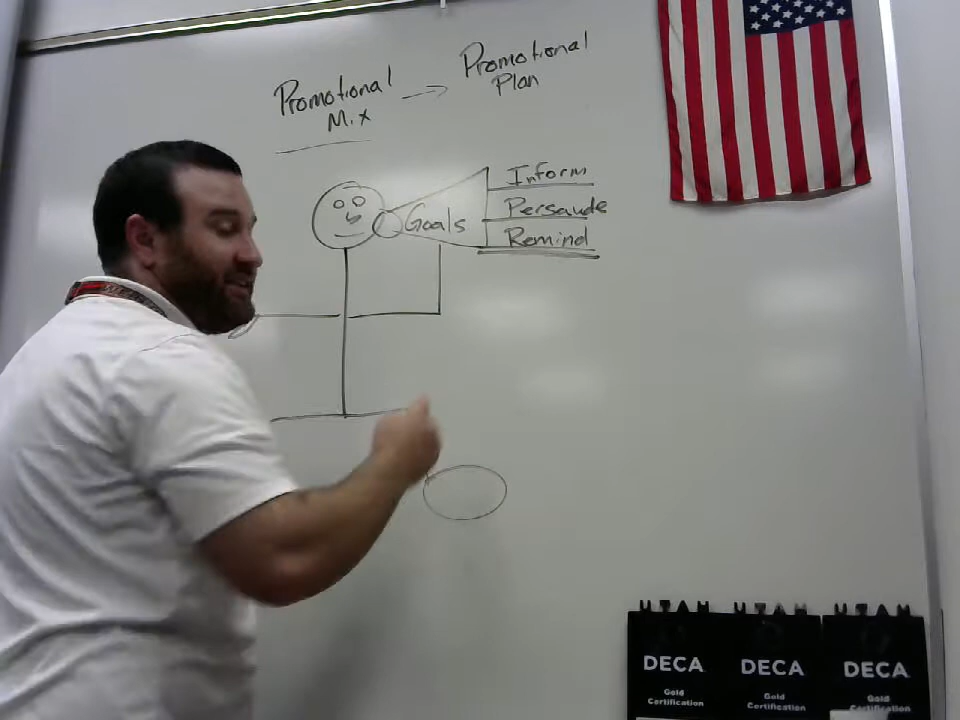 Promotional
Mix
Promotional
Plan
Goals
Inform
Persaude
Remind
UTAH
DECA
Gold
Certification
UTAH
DECA
Gold
Certification
UTAH
DECA
Gold
Certification